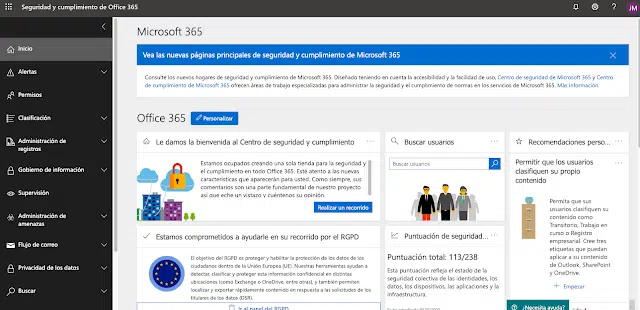 Seguridad y cumplimiento de Office 365
JM
Inicio
Alertas
Permisos
Clasificación
Administración de
registros
Gobierno de información
Supervisión
Administración de
amenazas
Flujo de correo
Privacidad de los datos
Buscar
Microsoft 365
Vea las nuevas páginas principales de seguridad y cumplimiento de Microsoft 365
Consulte los nuevos hogares de seguridad y cumplimiento de Microsoft 365. Diseñado teniendo en cuenta la accesibilidad y la facilidad de uso, Centro de seguridad de Microsoft 365 y Centro
de cumplimiento de Microsoft 365 ofrecen áreas de trabajo especializadas para administrar la seguridad y el cumplimiento de normas en los servicios de Microsoft 365. Más información.
Office 365
Personalizar
Le damos la bienvenida al Centro de seguridad y cumplimiento
Estamos ocupados creando una sola tienda para la seguridad y
el cumplimiento en todo Office 365. Esté atento a las nuevas
características que aparecerán para usted. Como siempre, sus
comentarios son una parte fundamental de nuestro proyecto
así que eche un vistazo y cuéntenos su opinión.
Realizar un recorrido
Buscar usuarios
Buscar usuarios
Recomendaciones perso...
Permitir que los usuarios
clasifiquen su propio
contenido
Permita que sus
usuarios clasifiquen su
contenido como
Transitorio, Trabajo en
curso o Registro
empresarial. Cree tres
etiquetas que puedan
aplicar a su contenido
de Outlook, SharePoint
y OneDrive.
+ Empezar
Estamos comprometidos a ayudarle en su recorrido por el RGPD
El objetivo del RGPD es proteger y habilitar la protección de los datos de los
ciudadanos dentro de la Unión Europea (UE). Nuestras herramientas ayudan a
detectar, clasificar y proteger esta información confidencial en distintas
ubicaciones (como Exchange o OneDrive, entre otras), y también permiten
localizar y exportar rápidamente contenido en respuesta a las solicitudes de los
titulares de los datos (DSR).
Ir al panel del RGPD
Puntuación de seguridad...
Puntuación total: 113/238
Esta puntuación refleja el estado de la
seguridad colectiva de las identidades, los
datos, los dispositivos, las aplicaciones y la
infraestructura.
¿Necesita ayuda?